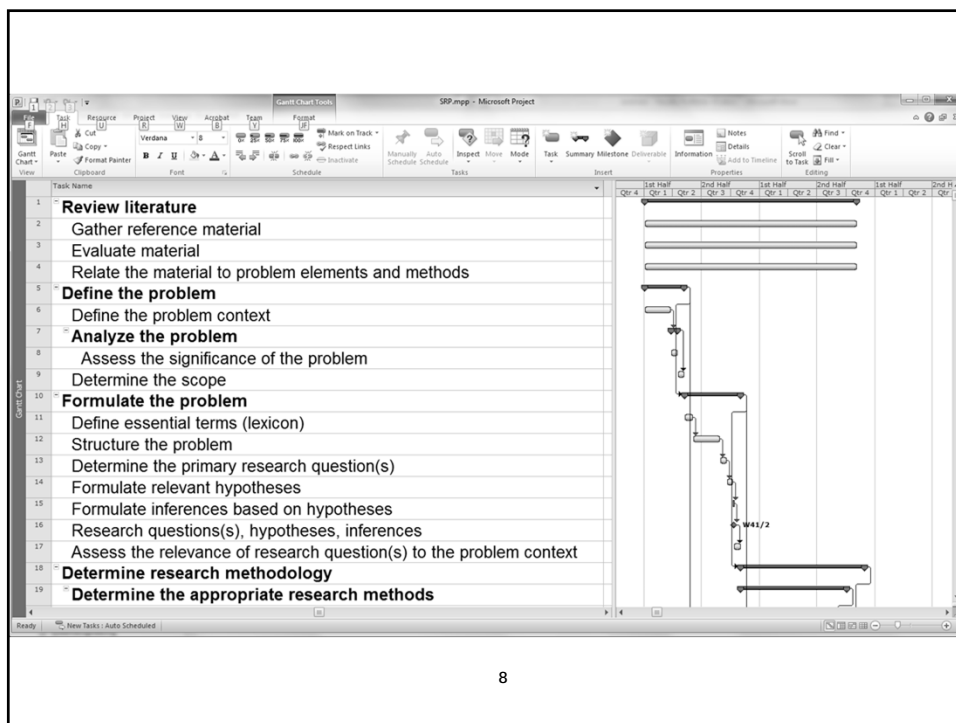 Gantt Chart Tools
SRP.mpp - Microsoft Project
File Task Resource Project View Acrobat Team Format
F H U R W B Y JF
Gantt Chart
View
Paste
Cut
Copy
Format Painter
Clipboard
Verdana 8
B I U A
Font
Mark on Track
Respect Links
Inactivate
Schedule
Manually Schedule
Auto Schedule
Inspect
Move
Mode
Tasks
Task
Summary
Milestone
Deliverable
Insert
Information
Notes
Details
Add to Timeline
Properties
Scroll to Task
Find
Clear
Fill
Editing
Task Name
1st Half 2nd Half 1st Half 2nd Half 1st Half 2nd H
Qtr 4 Qtr 1 Qtr 2 Qtr 3 Qtr 4 Qtr 1 Qtr 2 Qtr 3 Qtr 4 Qtr 1 Qtr 2 Qtr 3
1 Review literature
2 Gather reference material
3 Evaluate material
4 Relate the material to problem elements and methods
5 Define the problem
6 Define the problem context
7 Analyze the problem
8 Assess the significance of the problem
9 Determine the scope
10 Formulate the problem
11 Define essential terms (lexicon)
12 Structure the problem
13 Determine the primary research question(s)
14 Formulate relevant hypotheses
15 Formulate inferences based on hypotheses
16 Research questions(s), hypotheses, inferences
W41/2
17 Assess the relevance of research question(s) to the problem context
18 Determine research methodology
19 Determine the appropriate research methods
Gantt Chart
Ready New Tasks : Auto Scheduled
8